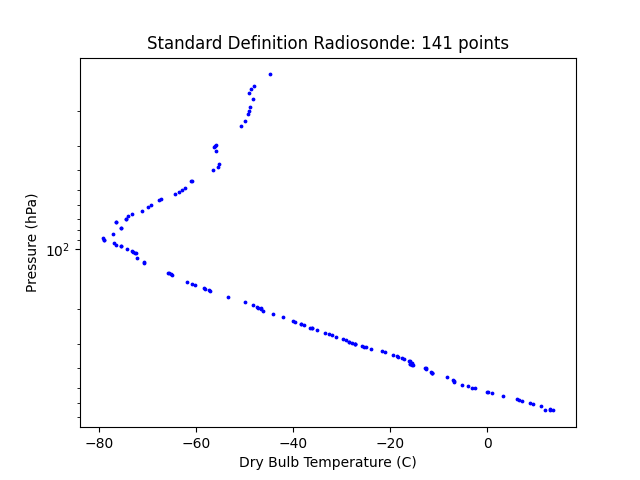 Standard Definition Radiosonde: 141 points
Pressure (hPa)
10²
−80
−60
−40
−20
0
Dry Bulb Temperature (C)